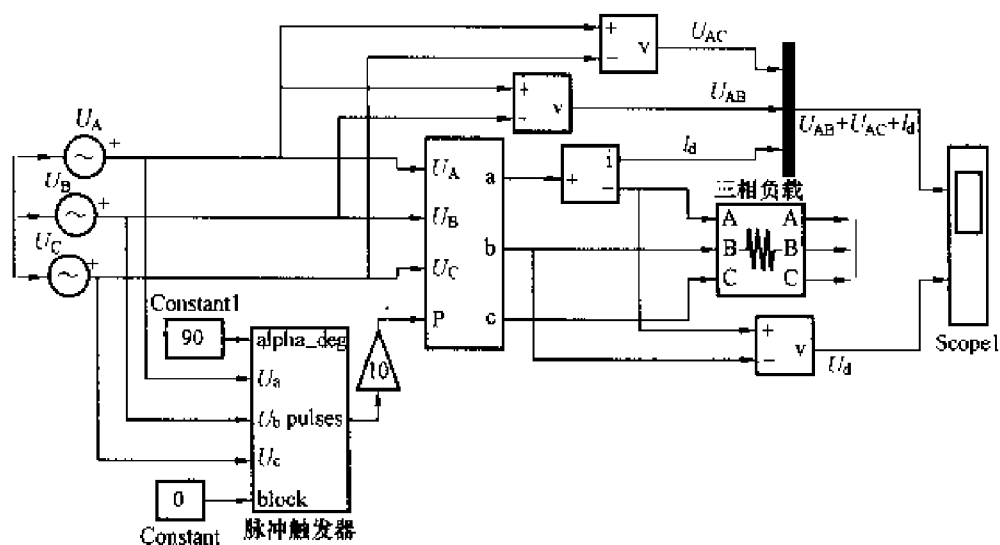 U_AC
+
−
v
U_AB
+
−
v
U_AB+U_AC+I_d
U_A
+
U_B
+
U_C
+
U_A
U_B
U_C
P
a
b
c
+
i
−
I_d
三相负载
A A
B B
C C
Scope1
+
−
v
U_d
Constant1
90
alpha_deg
U_a
U_b pulses
U_c
block
10
0
Constant
脉冲触发器